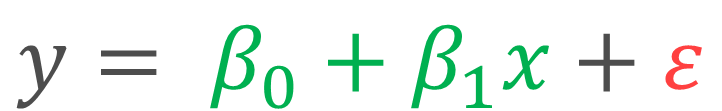 y = β₀ + β₁x + ε